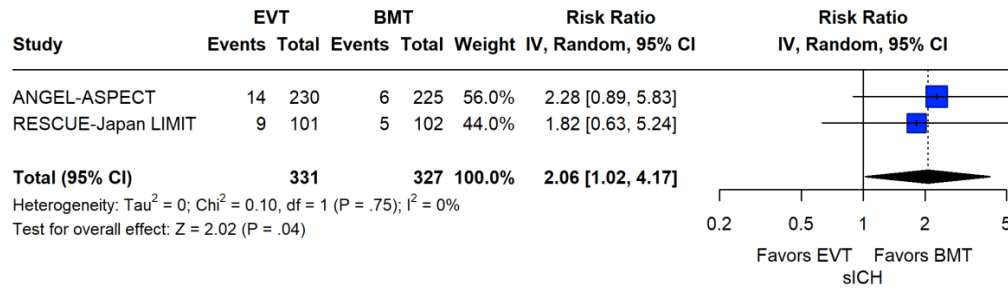 EVT BMT Risk Ratio Risk Ratio
Study Events Total Events Total Weight IV, Random, 95% CI IV, Random, 95% CI
ANGEL-ASPECT 14 230 6 225 56.0% 2.28 [0.89, 5.83]
RESCUE-Japan LIMIT 9 101 5 102 44.0% 1.82 [0.63, 5.24]
Total (95% CI) 331 327 100.0% 2.06 [1.02, 4.17]
Heterogeneity: Tau² = 0; Chi² = 0.10, df = 1 (P = .75); I² = 0%
Test for overall effect: Z = 2.02 (P = .04)
0.2 0.5 1 2 5
Favors EVT Favors BMT
sICH